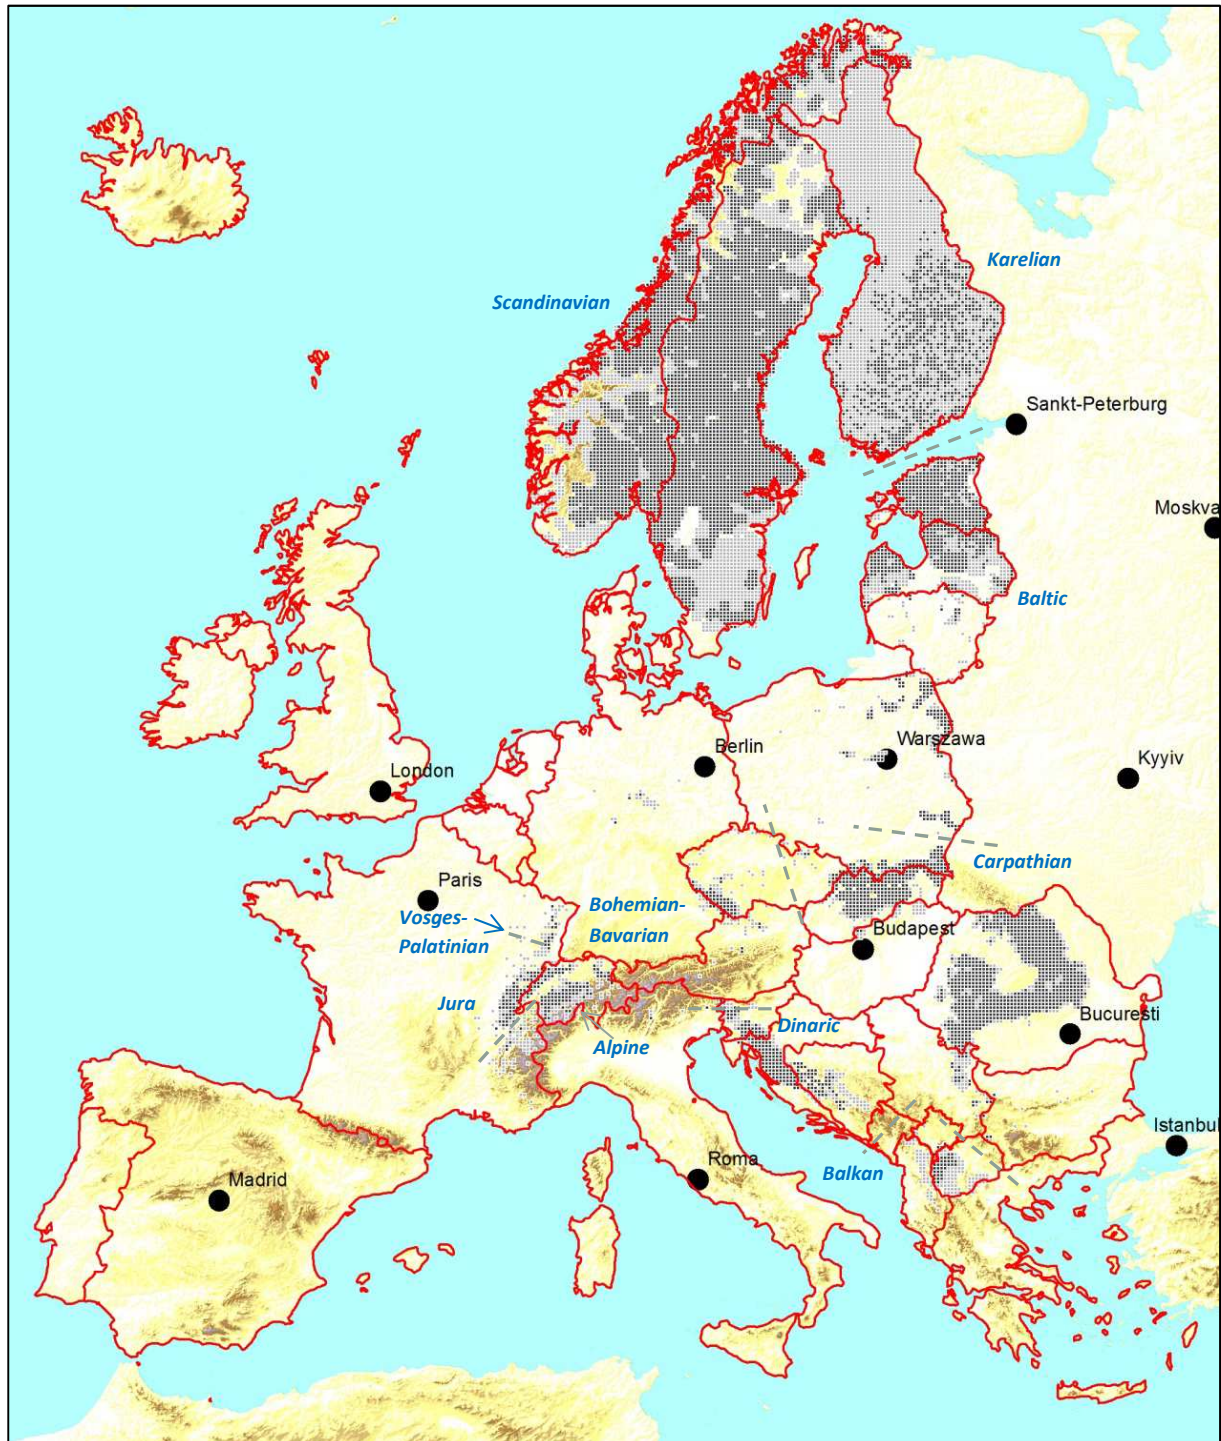 Karelian
Scandinavian
Sankt-Peterburg
Moskva
Baltic
Berlin
Warszawa
London
Kyyiv
Carpathian
Paris
Vosges-
Palatinian
Bohemian-
Bavarian
Budapest
Jura
Dinaric
Bucuresti
Alpine
Istanbul
Roma
Balkan
Madrid